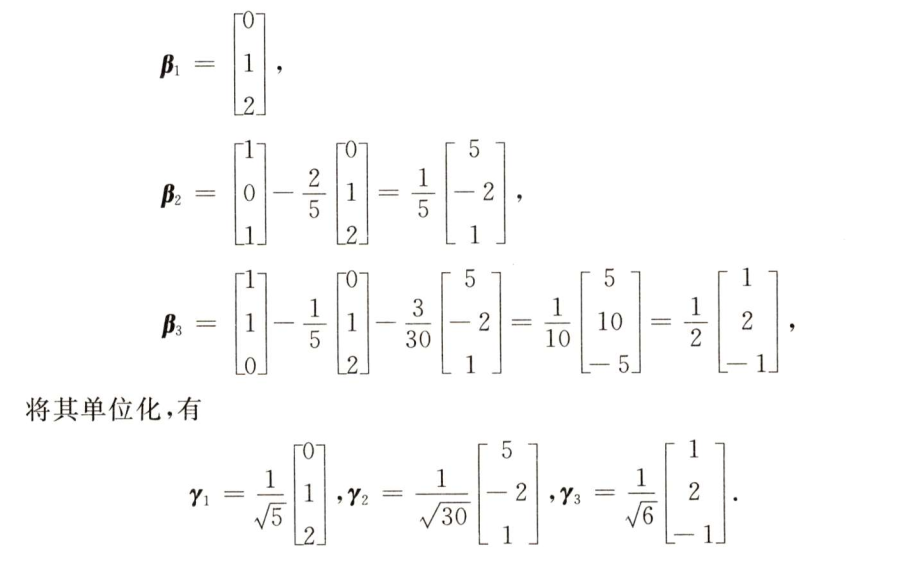 β₁ = [0 1 2],
β₂ = [1 0 1] − 2/5 [0 1 2] = 1/5 [5 −2 1],
β₃ = [1 1 0] − 1/5 [0 1 2] − 3/30 [5 −2 1] = 1/10 [5 10 −5] = 1/2 [1 2 −1],
将其单位化,有
γ₁ = 1/√5 [0 1 2], γ₂ = 1/√30 [5 −2 1], γ₃ = 1/√6 [1 2 −1].